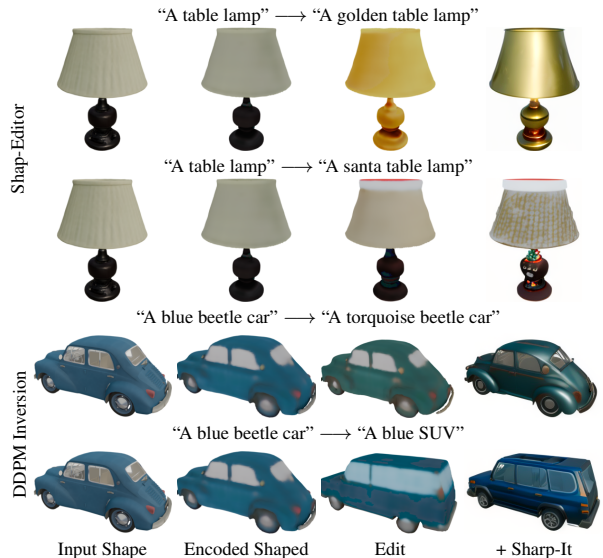 “A table lamp” ⟶ “A golden table lamp”
Shap-Editor
“A table lamp” ⟶ “A santa table lamp”
“A blue beetle car” ⟶ “A torquoise beetle car”
DDPM Inversion
“A blue beetle car” ⟶ “A blue SUV”
Input Shape Encoded Shaped Edit + Sharp-It